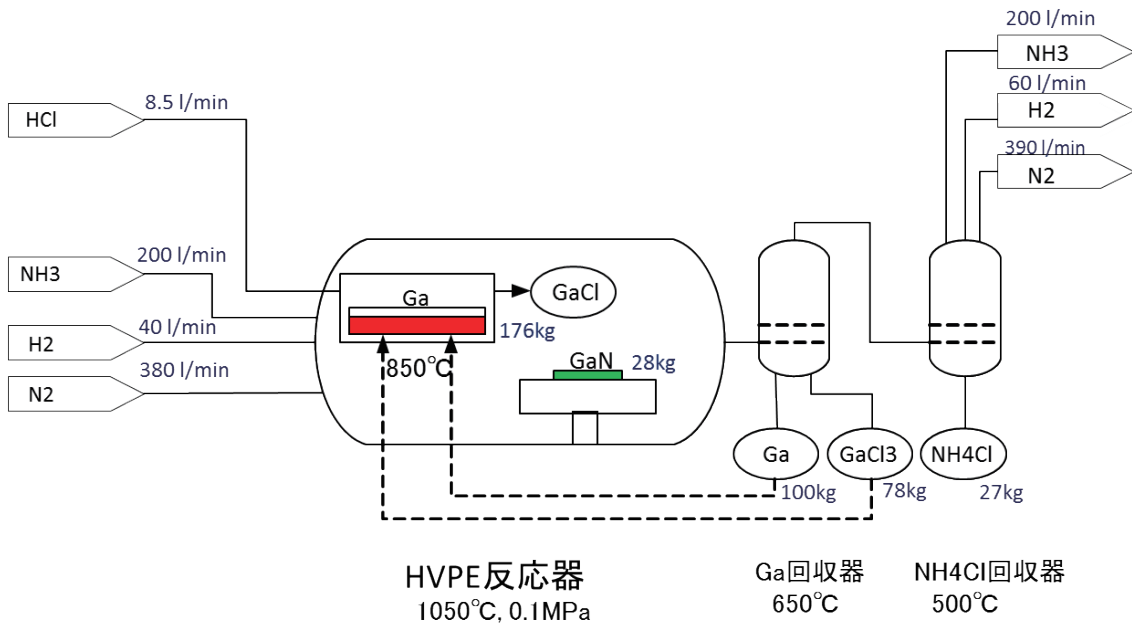 200 l/min
NH3
60 l/min
H2
390 l/min
N2
8.5 l/min
HCl
200 l/min
NH3
40 l/min
H2
380 l/min
N2
Ga
176kg
850℃
GaCl
GaN
28kg
Ga
100kg
GaCl3
78kg
NH4Cl
27kg
HVPE反応器
1050℃, 0.1MPa
Ga回収器
650℃
NH4Cl回収器
500℃